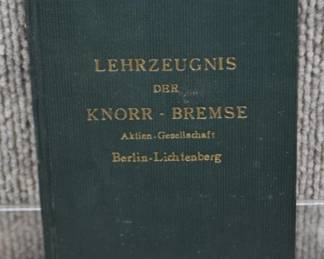 LEHRZEUGNIS
DER
KNORR - BREMSE
Aktien-Gesellschaft
Berlin-Lichtenberg